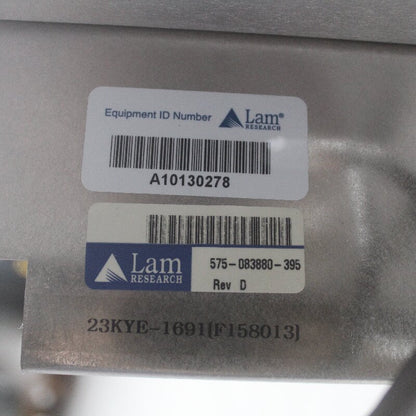 Equipment ID Number Lam®
RESEARCH
A10130278
Lam
RESEARCH
575-083880-395
Rev D
23KYE-1691(F158013)